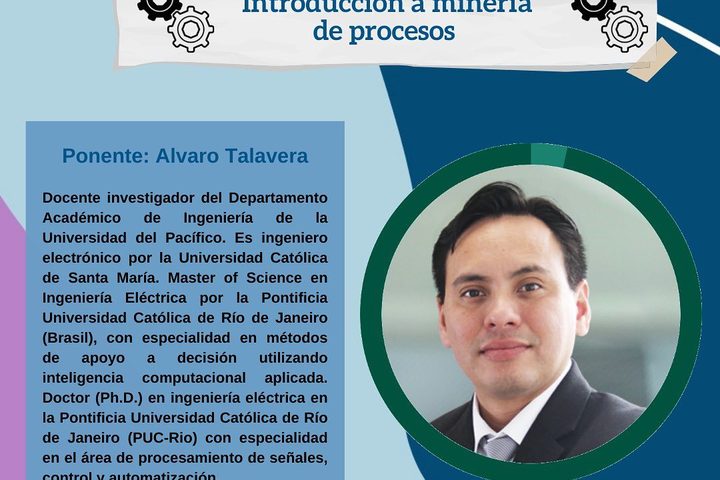 Introducción a minería
de procesos
Ponente: Alvaro Talavera
Docente investigador del Departamento
Académico de Ingeniería de la
Universidad del Pacífico. Es ingeniero
electrónico por la Universidad Católica
de Santa María. Master of Science en
Ingeniería Eléctrica por la Pontificia
Universidad Católica de Río de Janeiro
(Brasil), con especialidad en métodos
de apoyo a decisión utilizando
inteligencia computacional aplicada.
Doctor (Ph.D.) en ingeniería eléctrica en
la Pontificia Universidad Católica de Río
de Janeiro (PUC-Rio) con especialidad
en el área de procesamiento de señales,
control y automatización